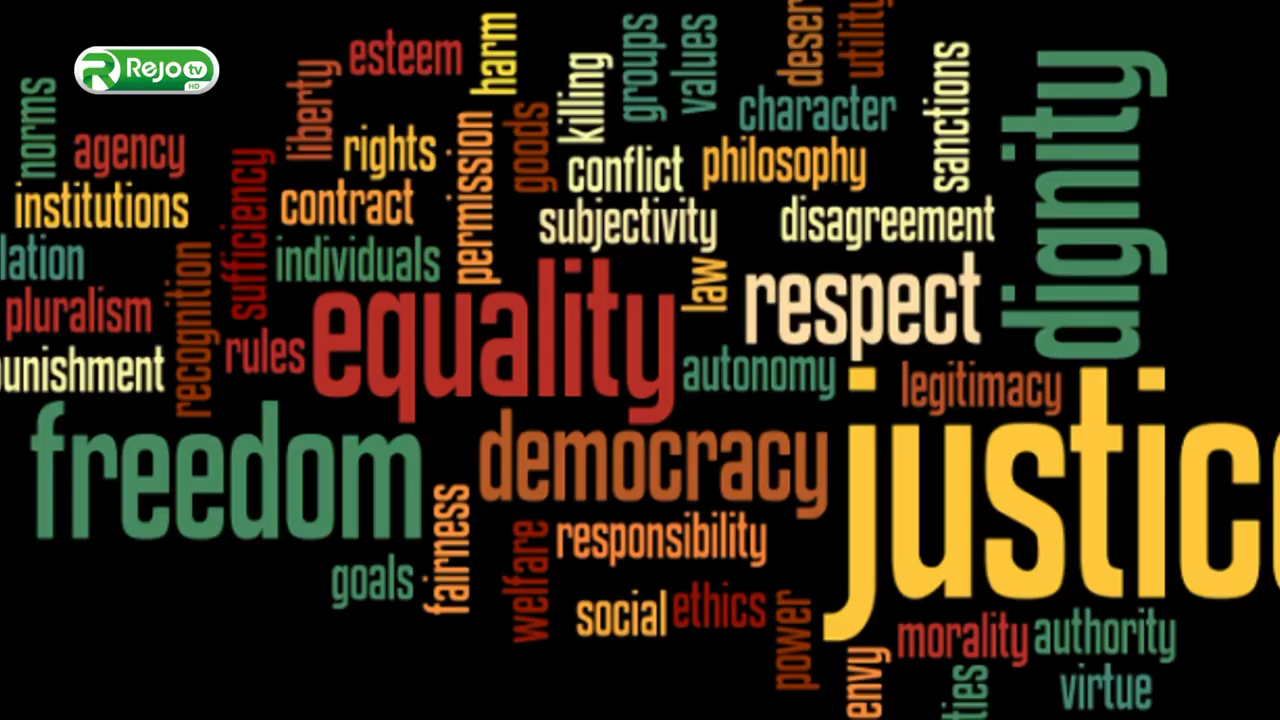 Rejo tv
HD
esteem
harm
groups
values
utility
norms
liberty
killing
character
sanctions
dignity
agency
rights
permission
goods
conflict
philosophy
institutions
sufficiency
contract
subjectivity
disagreement
lation
recognition
individuals
law
respect
pluralism
rules
equality
autonomy
legitimacy
unishment
freedom
democracy
justic
fairness
welfare
responsibility
goals
social
ethics
power
morality
authority
envy
ties
virtue